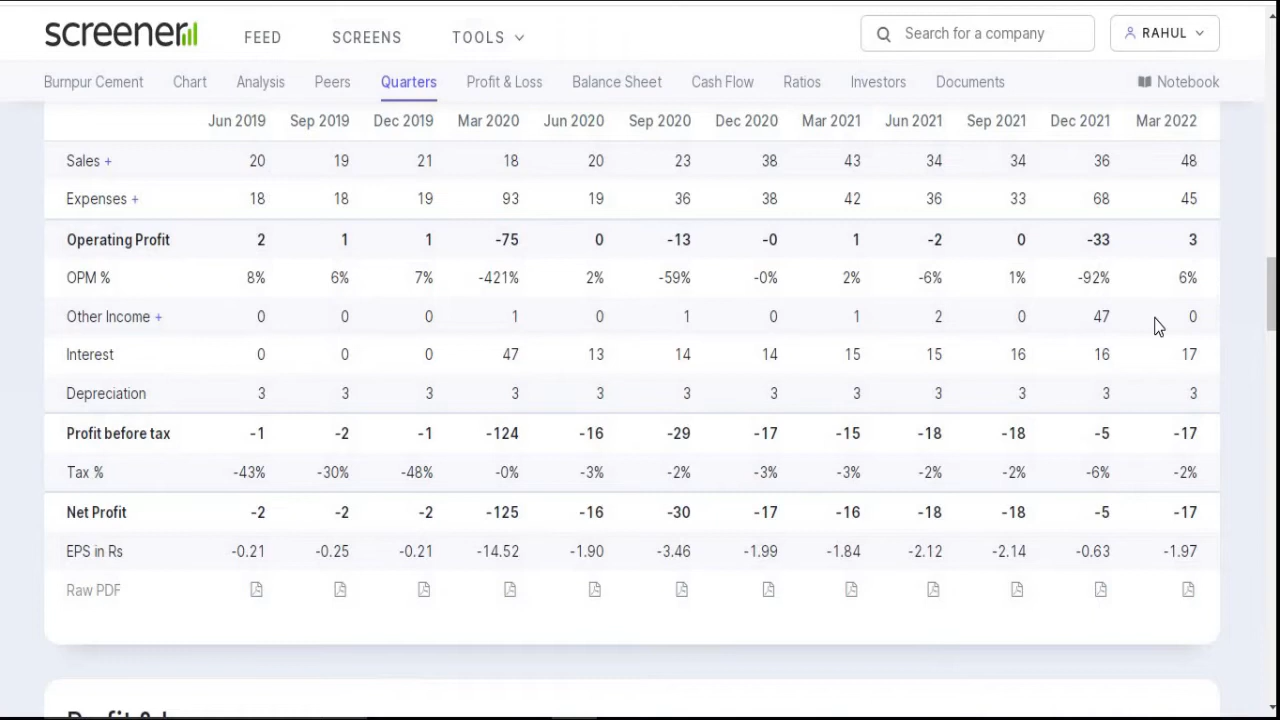 screener FEED SCREENS TOOLS Search for a company RAHUL
Burnpur Cement Chart Analysis Peers Quarters Profit & Loss Balance Sheet Cash Flow Ratios Investors Documents Notebook
Jun 2019 Sep 2019 Dec 2019 Mar 2020 Jun 2020 Sep 2020 Dec 2020 Mar 2021 Jun 2021 Sep 2021 Dec 2021 Mar 2022
Sales + 20 19 21 18 20 23 38 43 34 34 36 48
Expenses + 18 18 19 93 19 36 38 42 36 33 68 45
Operating Profit 2 1 1 -75 0 -13 -0 1 -2 0 -33 3
OPM % 8% 6% 7% -421% 2% -59% -0% 2% -6% 1% -92% 6%
Other Income + 0 0 0 1 0 1 0 1 2 0 47 0
Interest 0 0 0 47 13 14 14 15 15 16 16 17
Depreciation 3 3 3 3 3 3 3 3 3 3 3 3
Profit before tax -1 -2 -1 -124 -16 -29 -17 -15 -18 -18 -5 -17
Tax % -43% -30% -48% -0% -3% -2% -3% -3% -2% -2% -6% -2%
Net Profit -2 -2 -2 -125 -16 -30 -17 -16 -18 -18 -5 -17
EPS in Rs -0.21 -0.25 -0.21 -14.52 -1.90 -3.46 -1.99 -1.84 -2.12 -2.14 -0.63 -1.97
Raw PDF